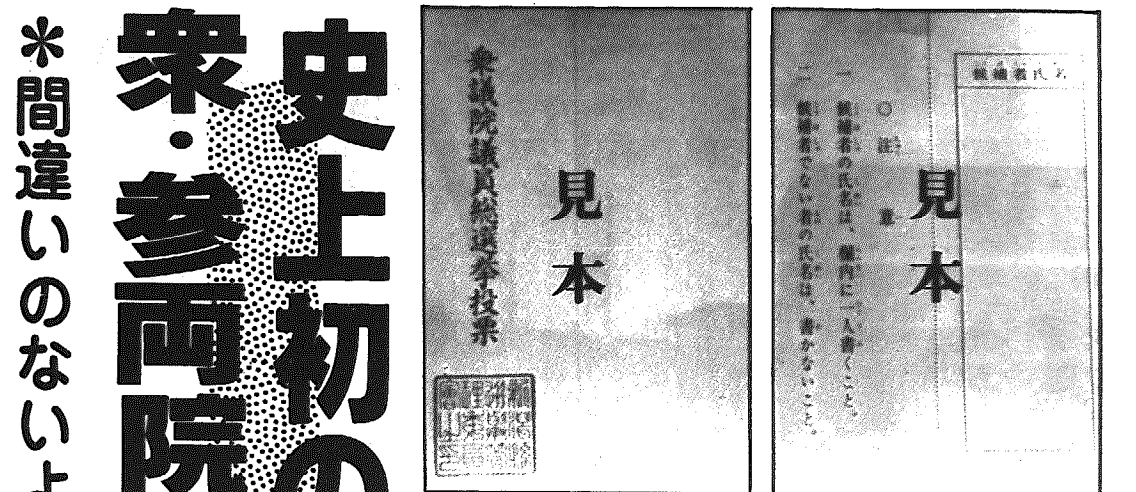 候補者氏名
○注意
一 候補者の氏名は、欄内に一人書くこと。
二 候補者でない者の氏名は、書かないこと。
見本
衆議院議員総選挙投票
見本
史上初の
衆・参両院
*間違いのないよ